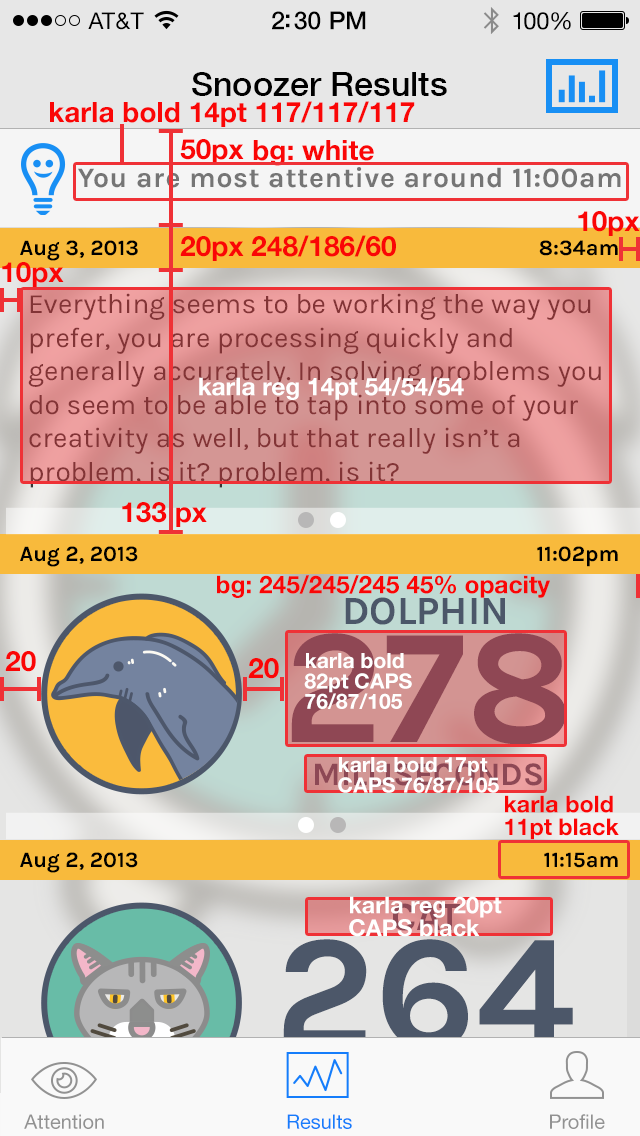 AT&T 2:30 PM 100%
Snoozer Results
karla bold 14pt 117/117/117
50px bg: white
You are most attentive around 11:00am
10px
Aug 3, 2013 20px 248/186/60 8:34am
10px
Everything seems to be working the way you
prefer, you are processing quickly and
generally accurately. In solving problems you
karla reg 14pt 54/54/54
do seem to be able to tap into some of your
creativity as well, but that really isn't a
problem, is it? problem, is it?
133 px
Aug 2, 2013 11:02pm
bg: 245/245/245 45% opacity
DOLPHIN
20 20
278
karla bold
82pt CAPS
76/87/105
MILLISECONDS
karla bold 17pt
CAPS 76/87/105
karla bold
11pt black
Aug 2, 2013 11:15am
CAT
karla reg 20pt
CAPS black
264
Attention Results Profile